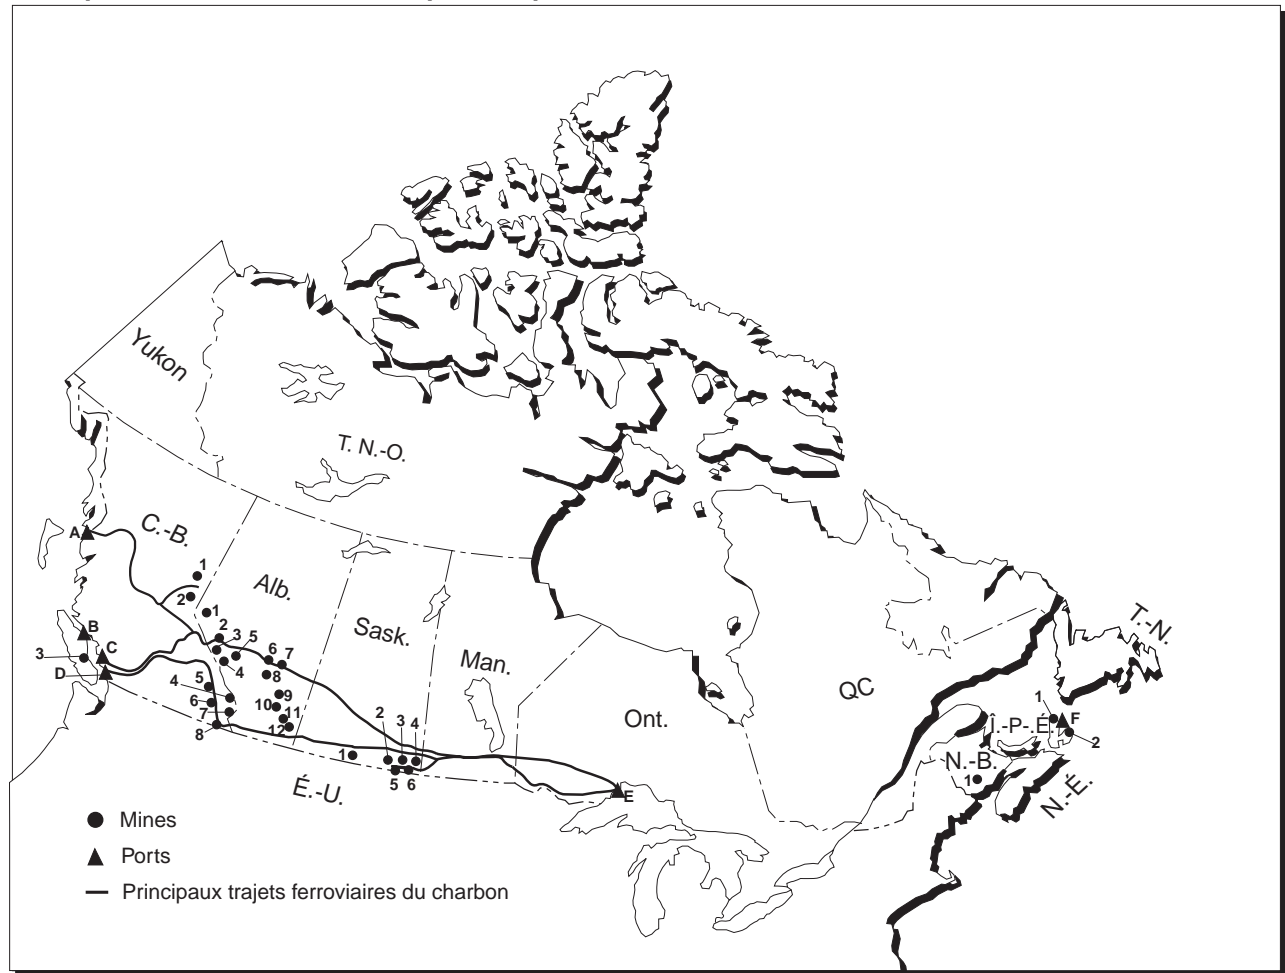 Yukon
T. N.-O.
C.-B.
A
1
2
Alb.
1
2
3
5
4
6
7
8
9
10
11
12
B
C
3
D
5
4
6
7
8
Sask.
Man.
2
3
4
1
5
6
Ont.
E
QC
T.-N.
1
F
2
Î.-P-.É.
N.-B.
1
N.-É.
É.-U.
Mines
Ports
Principaux trajets ferroviaires du charbon